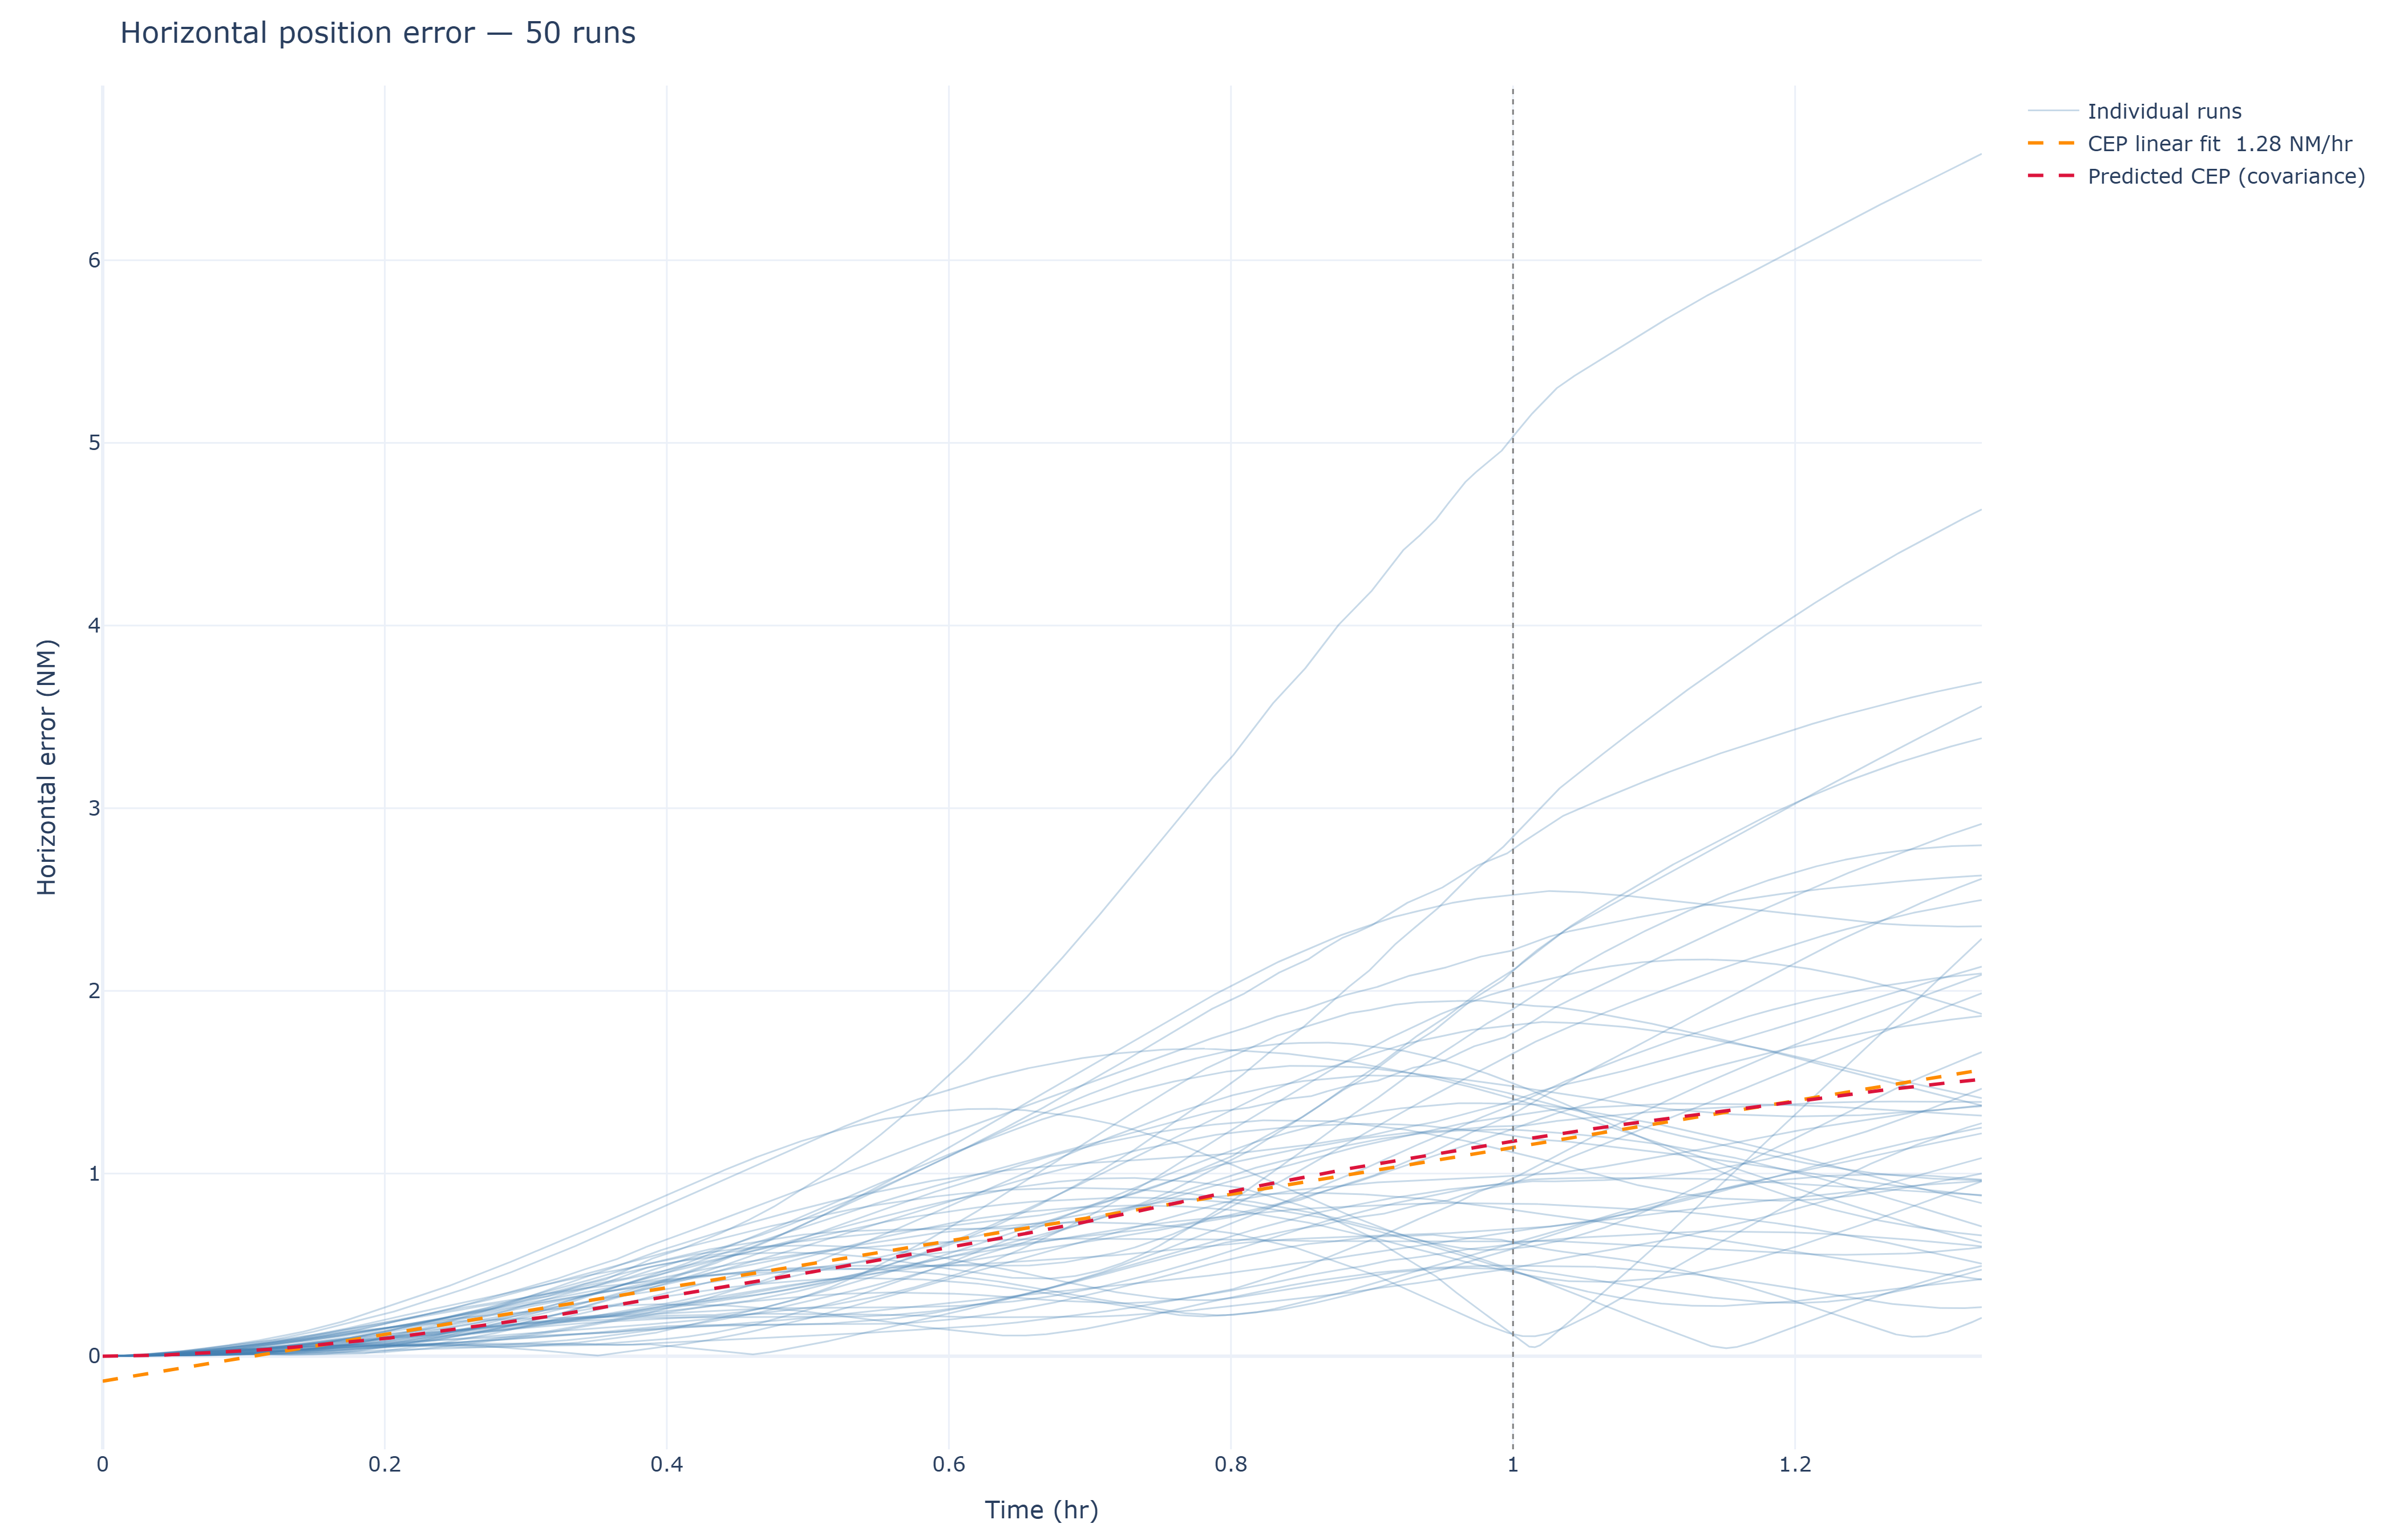 Horizontal position error — 50 runs
Individual runs
CEP linear fit  1.28 NM/hr
Predicted CEP (covariance)
Horizontal error (NM)
6
5
4
3
2
1
0
0 0.2 0.4 0.6 0.8 1 1.2
Time (hr)